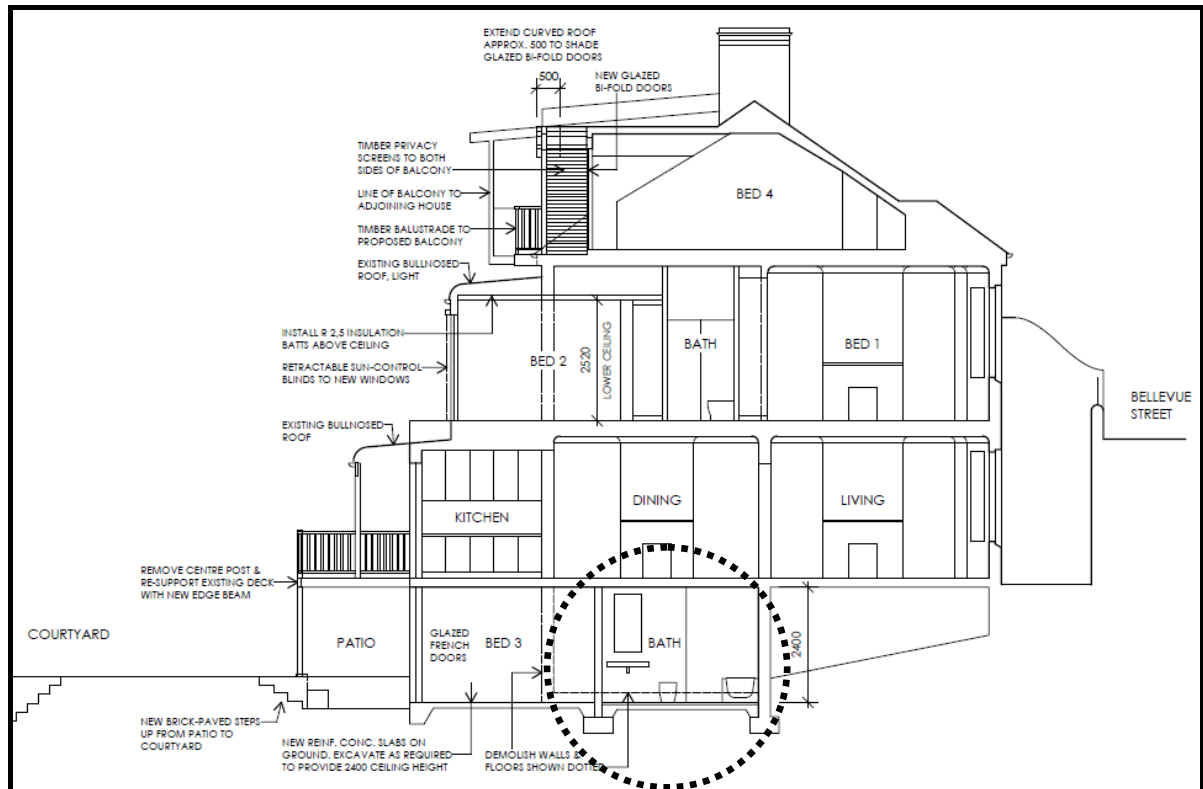 EXTEND CURVED ROOF
APPROX. 500 TO SHADE
GLAZED BI-FOLD DOORS
500
NEW GLAZED
BI-FOLD DOORS
TIMBER PRIVACY
SCREENS TO BOTH
SIDES OF BALCONY
LINE OF BALCONY TO
ADJOINING HOUSE
TIMBER BALUSTRADE TO
PROPOSED BALCONY
BED 4
EXISTING BULLNOSED
ROOF, LIGHT
INSTALL R 2,5 INSULATION
BATTS ABOVE CEILING
RETRACTABLE SUN-CONTROL
BLINDS TO NEW WINDOWS
BED 2
2520
LOWER CEILING
BATH
BED 1
BELLEVUE
STREET
EXISTING BULLNOSED
ROOF
KITCHEN
DINING
LIVING
REMOVE CENTRE POST &
RE-SUPPORT EXISTING DECK
WITH NEW EDGE BEAM
COURTYARD
PATIO
GLAZED
FRENCH
DOORS
BED 3
BATH
2400
NEW BRICK-PAVED STEPS
UP FROM PATIO TO
COURTYARD
NEW REINF. CONC. SLABS ON
GROUND. EXCAVATE AS REQUIRED
TO PROVIDE 2400 CEILING HEIGHT
DEMOLISH WALLS &
FLOORS SHOWN DOTTED